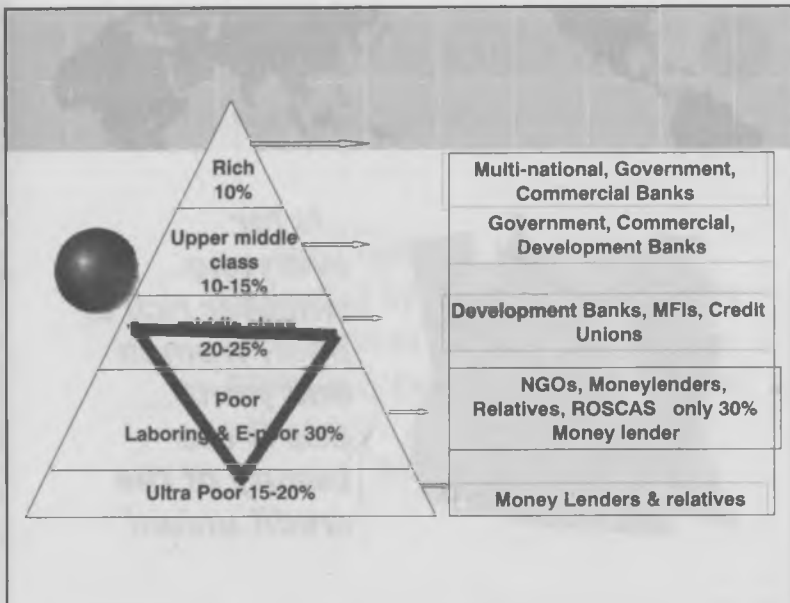 Rich
10%
Upper middle
class
10-15%
20-25%
Poor
Laboring & E-poor 30%
Ultra Poor 15-20%
Multi-national, Government,
Commercial Banks
Government, Commercial,
Development Banks
Development Banks, MFIs, Credit
Unions
NGOs, Moneylenders,
Relatives, ROSCAS only 30%
Money lender
Money Lenders & relatives